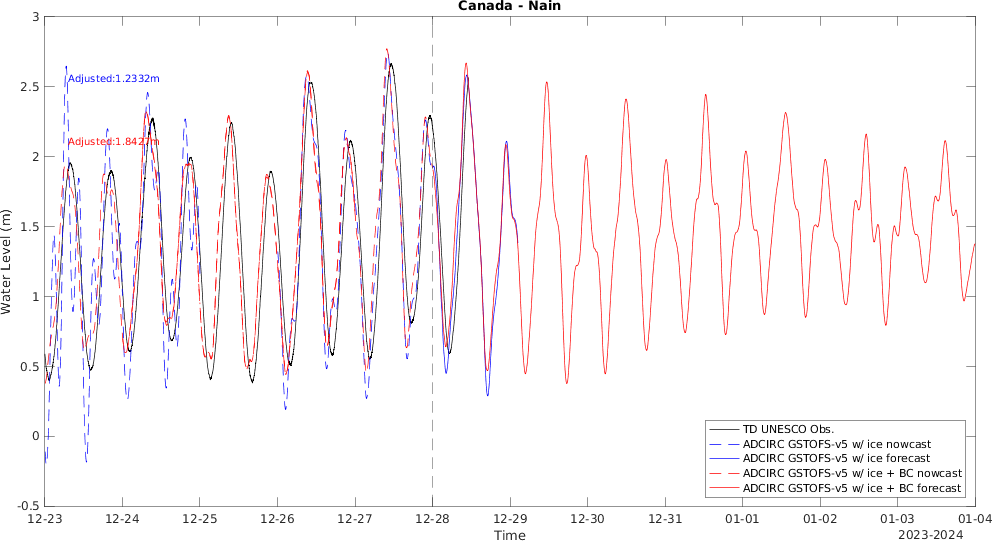 Canada - Nain
3
2.5
2
1.5
1
0.5
0
-0.5
Water Level (m)
Adjusted:1.2332m
Adjusted:1.8427m
12-23
12-24
12-25
12-26
12-27
12-28
12-29
12-30
12-31
01-01
01-02
01-03
01-04
Time
2023-2024
TD UNESCO Obs.
ADCIRC GSTOFS-v5 w/ ice nowcast
ADCIRC GSTOFS-v5 w/ ice forecast
ADCIRC GSTOFS-v5 w/ ice + BC nowcast
ADCIRC GSTOFS-v5 w/ ice + BC forecast